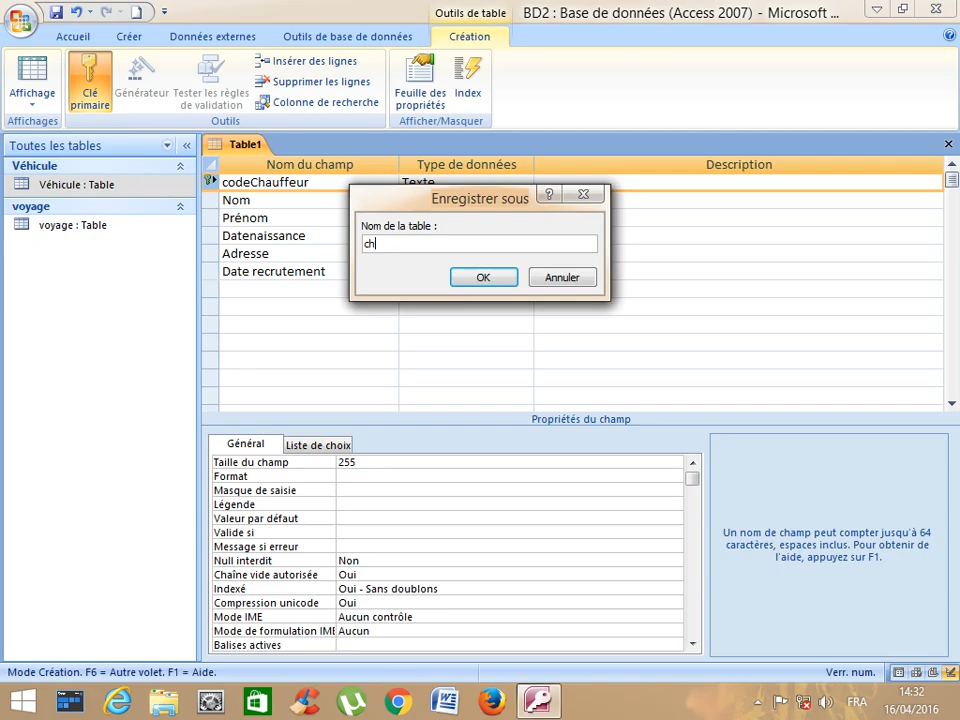 Outils de table
BD2 : Base de données (Access 2007) - Microsoft ...
Accueil
Créer
Données externes
Outils de base de données
Création
Affichage
Clé primaire
Générateur
Tester les règles de validation
Insérer des lignes
Supprimer les lignes
Colonne de recherche
Feuille des propriétés
Index
Affichages
Outils
Afficher/Masquer
Toutes les tables
«
Véhicule
Véhicule : Table
voyage
voyage : Table
Table1
Nom du champ
Type de données
Description
codeChauffeur
Texte
Nom
Prénom
Datenaissance
Adresse
Date recrutement
Enregistrer sous
?
Nom de la table :
ch
OK
Annuler
Propriétés du champ
Général
Liste de choix
Taille du champ 255
Format
Masque de saisie
Légende
Valeur par défaut
Valide si
Message si erreur
Null interdit Non
Chaîne vide autorisée Oui
Indexé Oui - Sans doublons
Compression unicode Oui
Mode IME Aucun contrôle
Mode de formulation IME Aucun
Balises actives
Un nom de champ peut compter jusqu'à 64
caractères, espaces inclus. Pour obtenir de
l'aide, appuyez sur F1.
Mode Création. F6 = Autre volet. F1 = Aide.
Verr. num.
FRA
14:32
16/04/2016